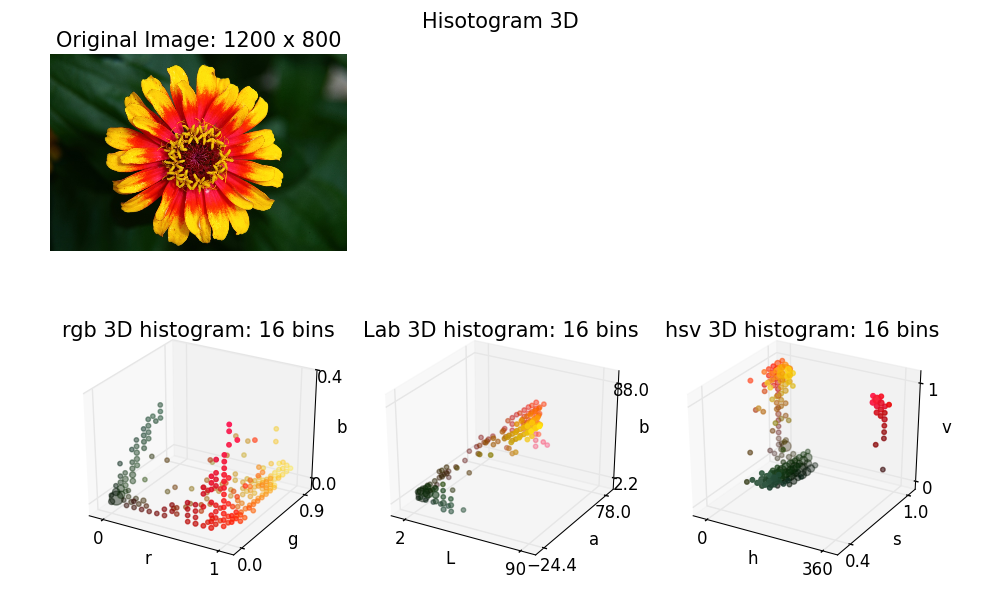 Hisotogram 3D
Original Image: 1200 x 800
rgb 3D histogram: 16 bins
0.4
b
0.0
0.9
g
0.0
0
r
1
Lab 3D histogram: 16 bins
88.0
b
2.2
78.0
a
−24.4
2
L
90
hsv 3D histogram: 16 bins
1
v
0
1.0
s
0.4
0
h
360